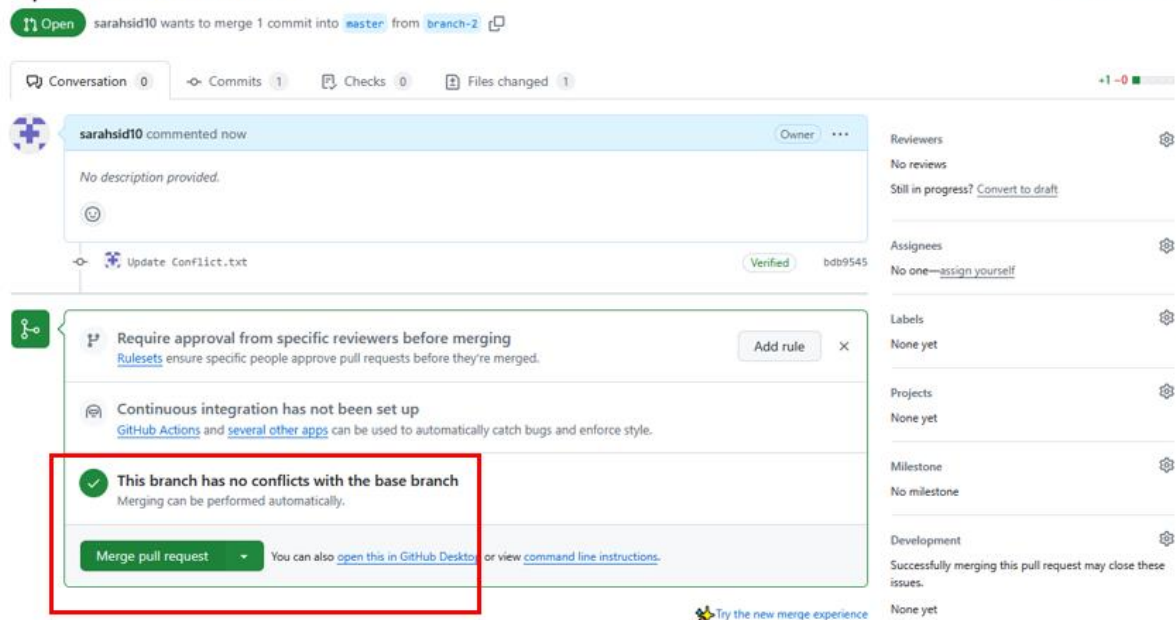 Open sarahsid10 wants to merge 1 commit into master from branch-2
Conversation 0 Commits 1 Checks 0 Files changed 1 +1 −0
sarahsid10 commented now Owner ...
No description provided.
Update Conflict.txt Verified bdb9545
Require approval from specific reviewers before merging
Rulesets ensure specific people approve pull requests before they're merged.
Add rule
Continuous integration has not been set up
GitHub Actions and several other apps can be used to automatically catch bugs and enforce style.
This branch has no conflicts with the base branch
Merging can be performed automatically.
Merge pull request You can also open this in GitHub Desktop or view command line instructions.
Try the new merge experience
Reviewers
No reviews
Still in progress? Convert to draft
Assignees
No one—assign yourself
Labels
None yet
Projects
None yet
Milestone
No milestone
Development
Successfully merging this pull request may close these
issues.
None yet